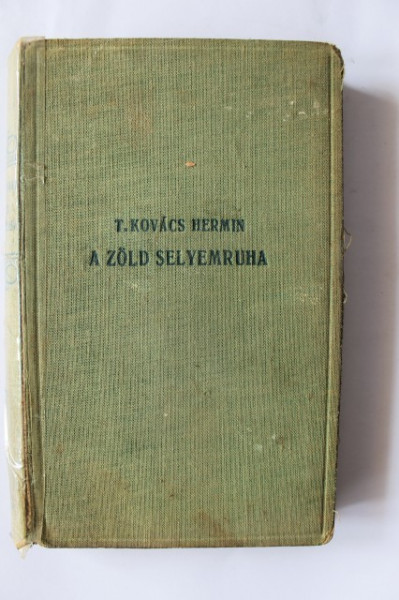 T. KOVÁCS HERMIN
A ZÖLD SELYEMRUHA